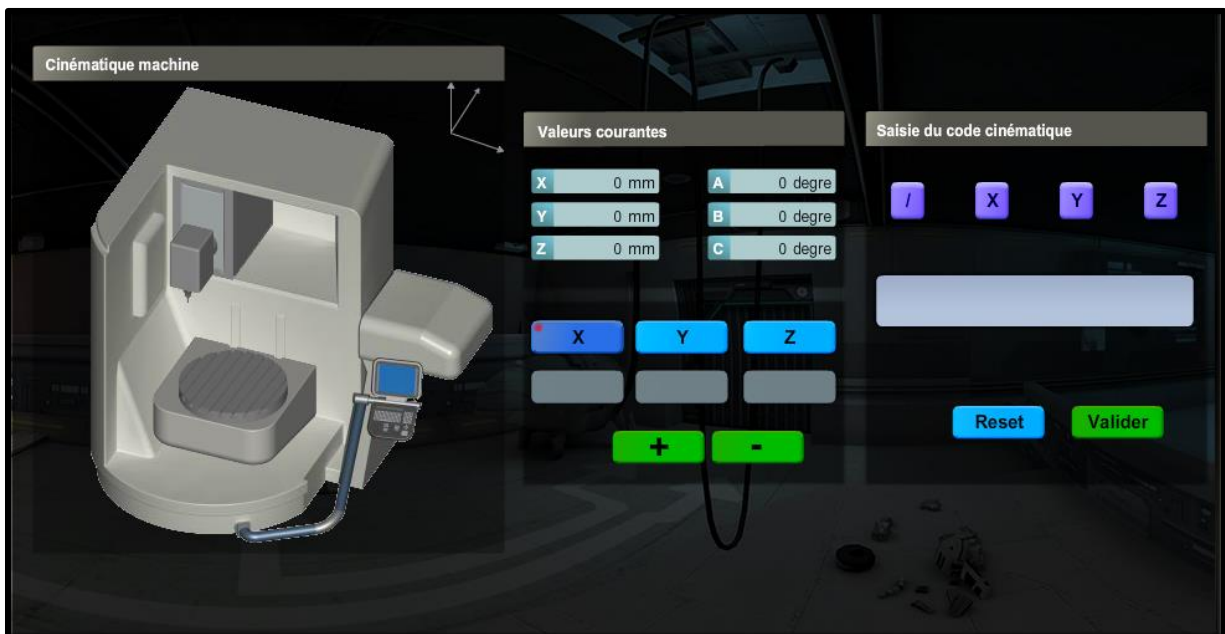 Cinématique machine
Valeurs courantes
X 0 mm A 0 degre
Y 0 mm B 0 degre
Z 0 mm C 0 degre
X Y Z
+ -
Saisie du code cinématique
/ X Y Z
Reset Valider